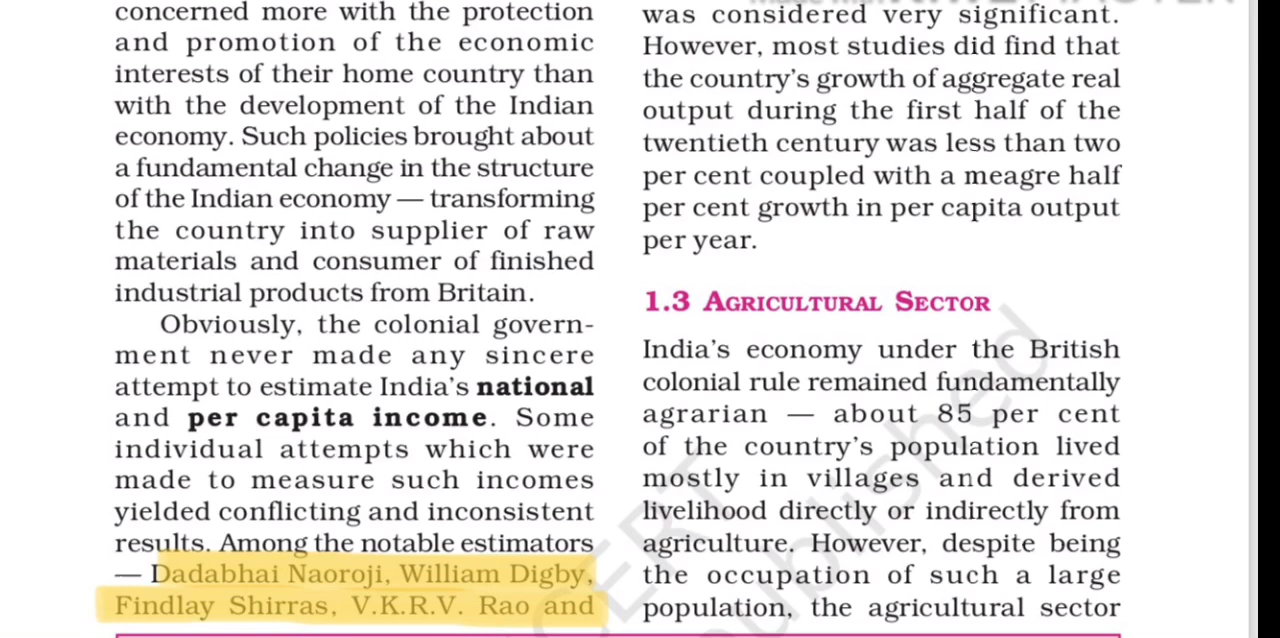 concerned more with the protection
and promotion of the economic
interests of their home country than
with the development of the Indian
economy. Such policies brought about
a fundamental change in the structure
of the Indian economy — transforming
the country into supplier of raw
materials and consumer of finished
industrial products from Britain.
Obviously, the colonial govern-
ment never made any sincere
attempt to estimate India's national
and per capita income. Some
individual attempts which were
made to measure such incomes
yielded conflicting and inconsistent
results. Among the notable estimators
— Dadabhai Naoroji, William Digby,
Findlay Shirras, V.K.R.V. Rao and
was considered very significant.
However, most studies did find that
the country's growth of aggregate real
output during the first half of the
twentieth century was less than two
per cent coupled with a meagre half
per cent growth in per capita output
per year.
1.3 AGRICULTURAL SECTOR
India's economy under the British
colonial rule remained fundamentally
agrarian — about 85 per cent
of the country's population lived
mostly in villages and derived
livelihood directly or indirectly from
agriculture. However, despite being
the occupation of such a large
population, the agricultural sector